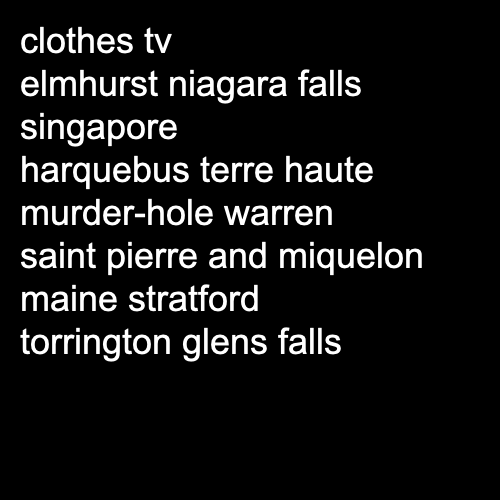 clothes tv
elmhurst niagara falls
singapore
harquebus terre haute
murder-hole warren
saint pierre and miquelon
maine stratford
torrington glens falls